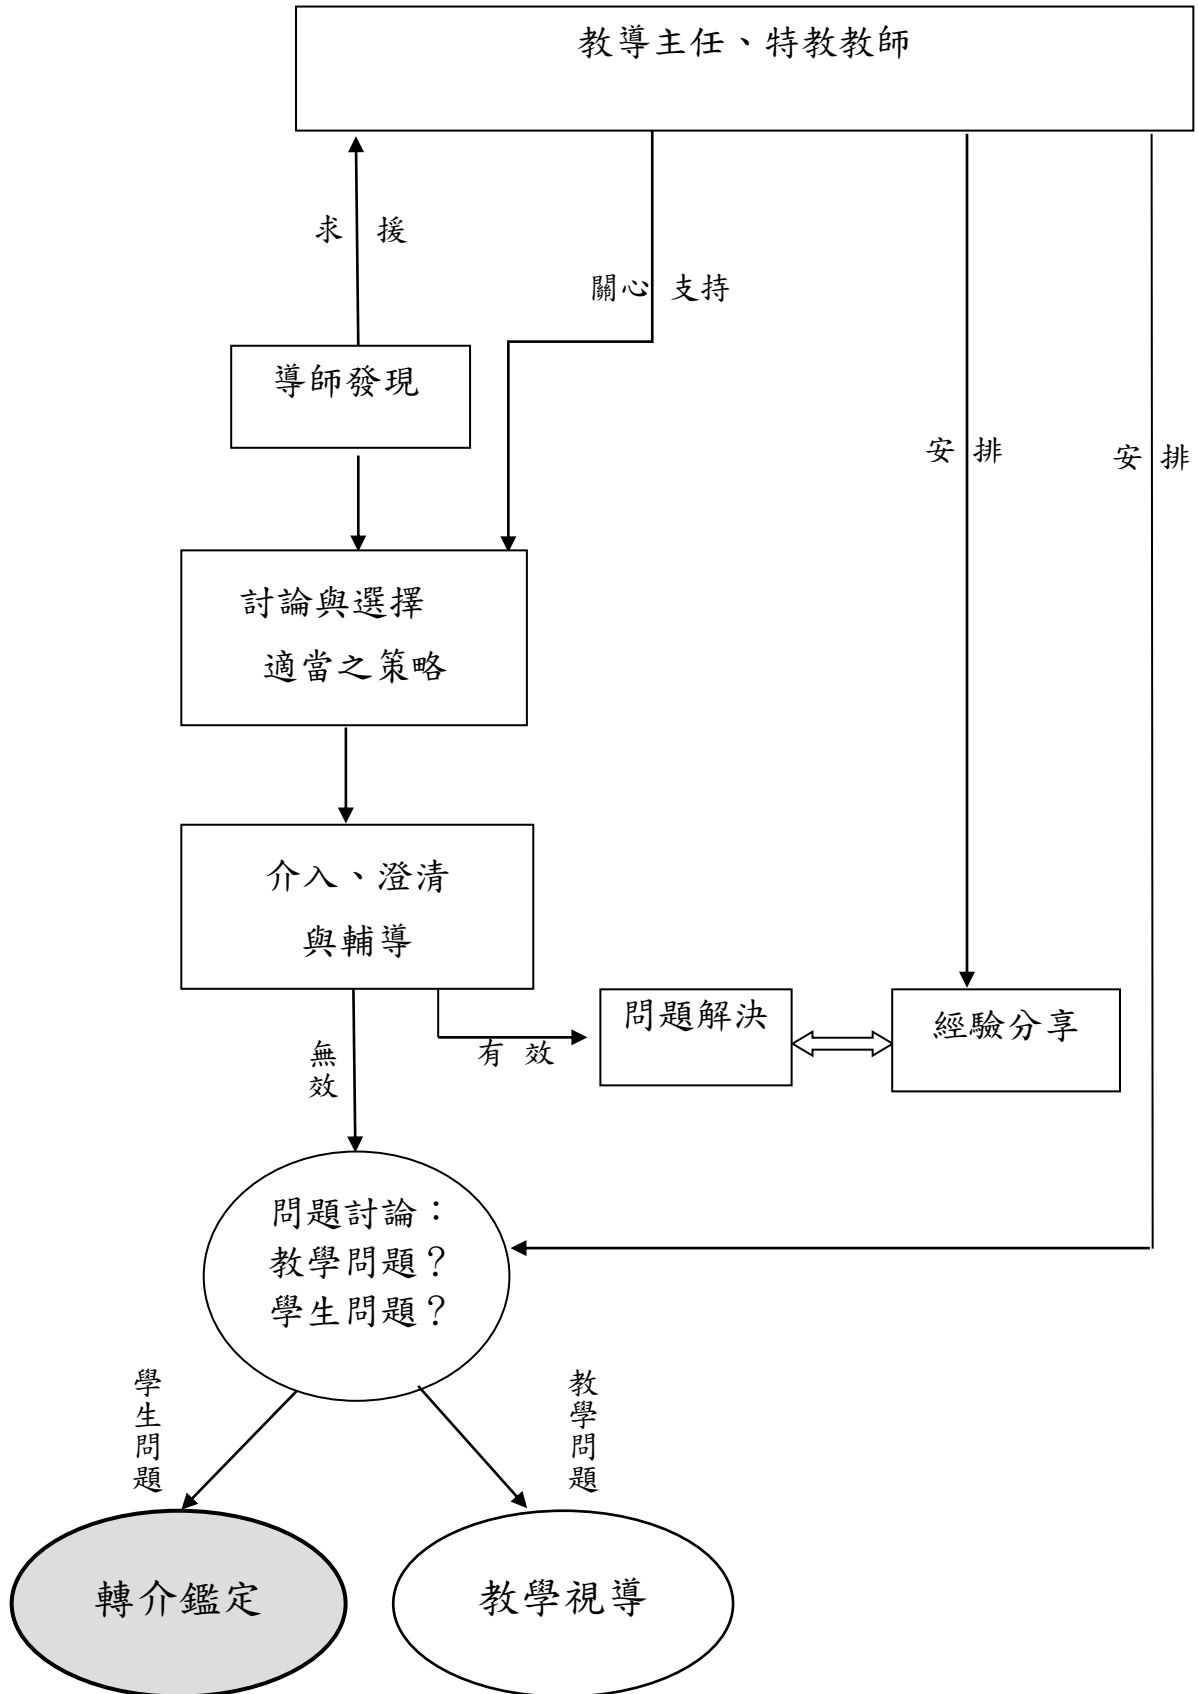 教導主任、特教教師
求 援
關心 支持
導師發現
安 排
安 排
討論與選擇
適當之策略
介入、澄清
與輔導
問題解決
經驗分享
有 效
無
效
問題討論：
教學問題？
學生問題？
學
生
問
題
教
學
問
題
轉介鑑定
教學視導